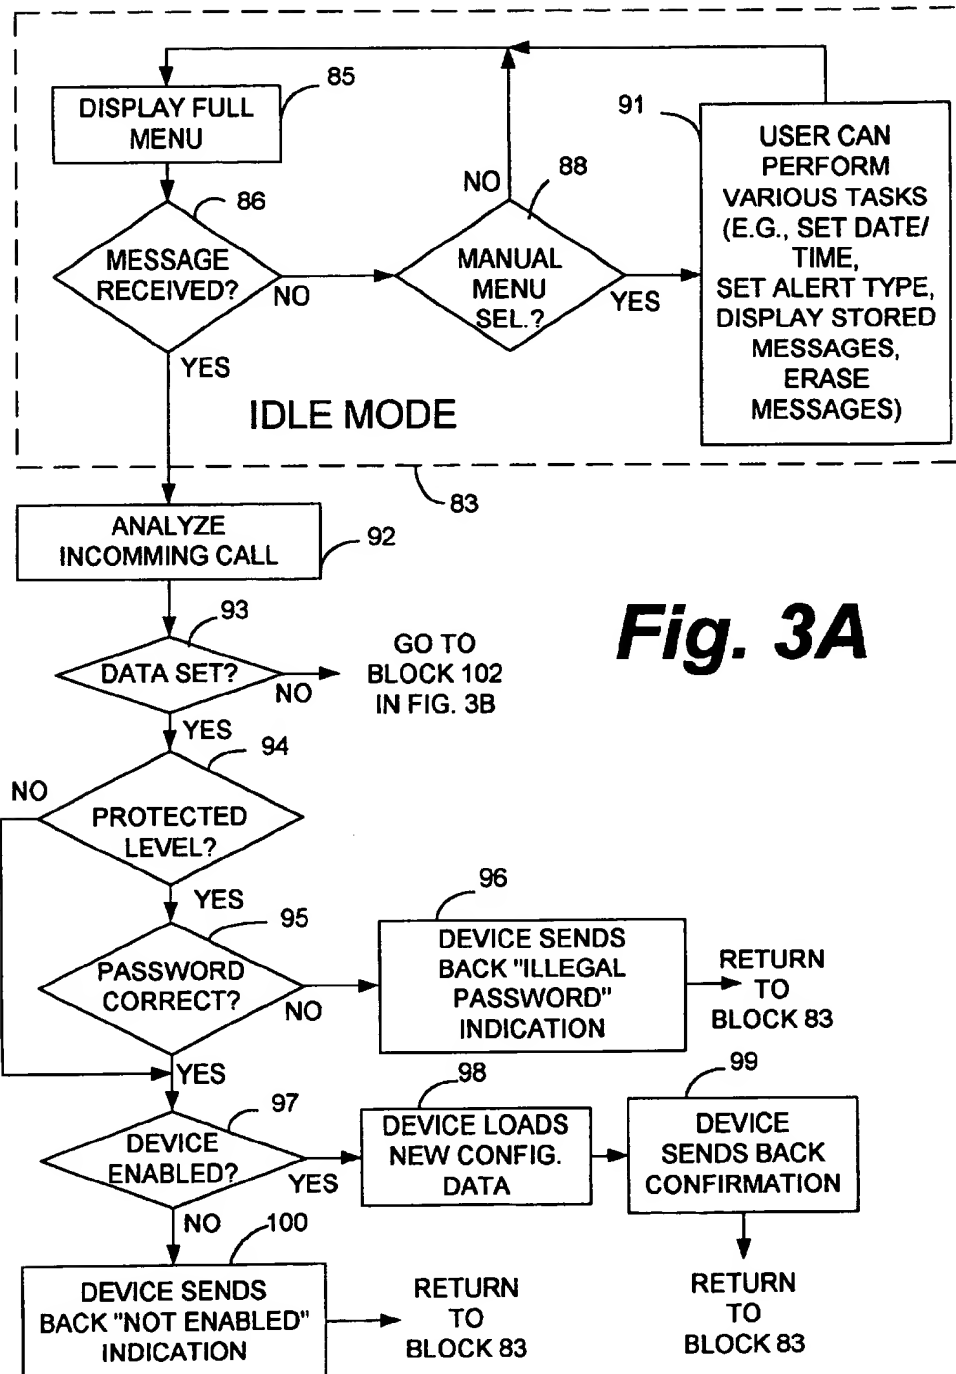 85
DISPLAY FULL
MENU
86
MESSAGE
RECEIVED?
NO
YES
88
NO
MANUAL
MENU
SEL.?
YES
91
USER CAN
PERFORM
VARIOUS TASKS
(E.G., SET DATE/
TIME,
SET ALERT TYPE,
DISPLAY STORED
MESSAGES,
ERASE
MESSAGES)
IDLE MODE
83
ANALYZE
INCOMMING CALL
92
93
DATA SET?
NO
GO TO
BLOCK 102
IN FIG. 3B
Fig. 3A
YES
94
NO
PROTECTED
LEVEL?
YES
95
PASSWORD
CORRECT?
NO
96
DEVICE SENDS
BACK "ILLEGAL
PASSWORD"
INDICATION
RETURN
TO
BLOCK 83
YES
97
DEVICE
ENABLED?
YES
98
DEVICE LOADS
NEW CONFIG.
DATA
99
DEVICE
SENDS BACK
CONFIRMATION
NO
100
DEVICE SENDS
BACK "NOT ENABLED"
INDICATION
RETURN
TO
BLOCK 83
RETURN
TO
BLOCK 83